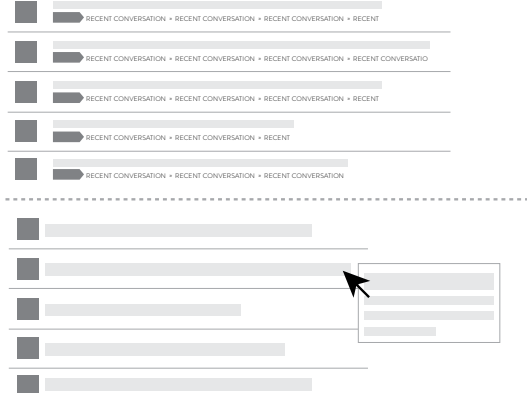 RECENT CONVERSATION • RECENT CONVERSATION • RECENT CONVERSATION • RECENT
RECENT CONVERSATION • RECENT CONVERSATION • RECENT CONVERSATION • RECENT CONVERSATIO
RECENT CONVERSATION • RECENT CONVERSATION • RECENT CONVERSATION • RECENT
RECENT CONVERSATION • RECENT CONVERSATION • RECENT
RECENT CONVERSATION • RECENT CONVERSATION • RECENT CONVERSATION